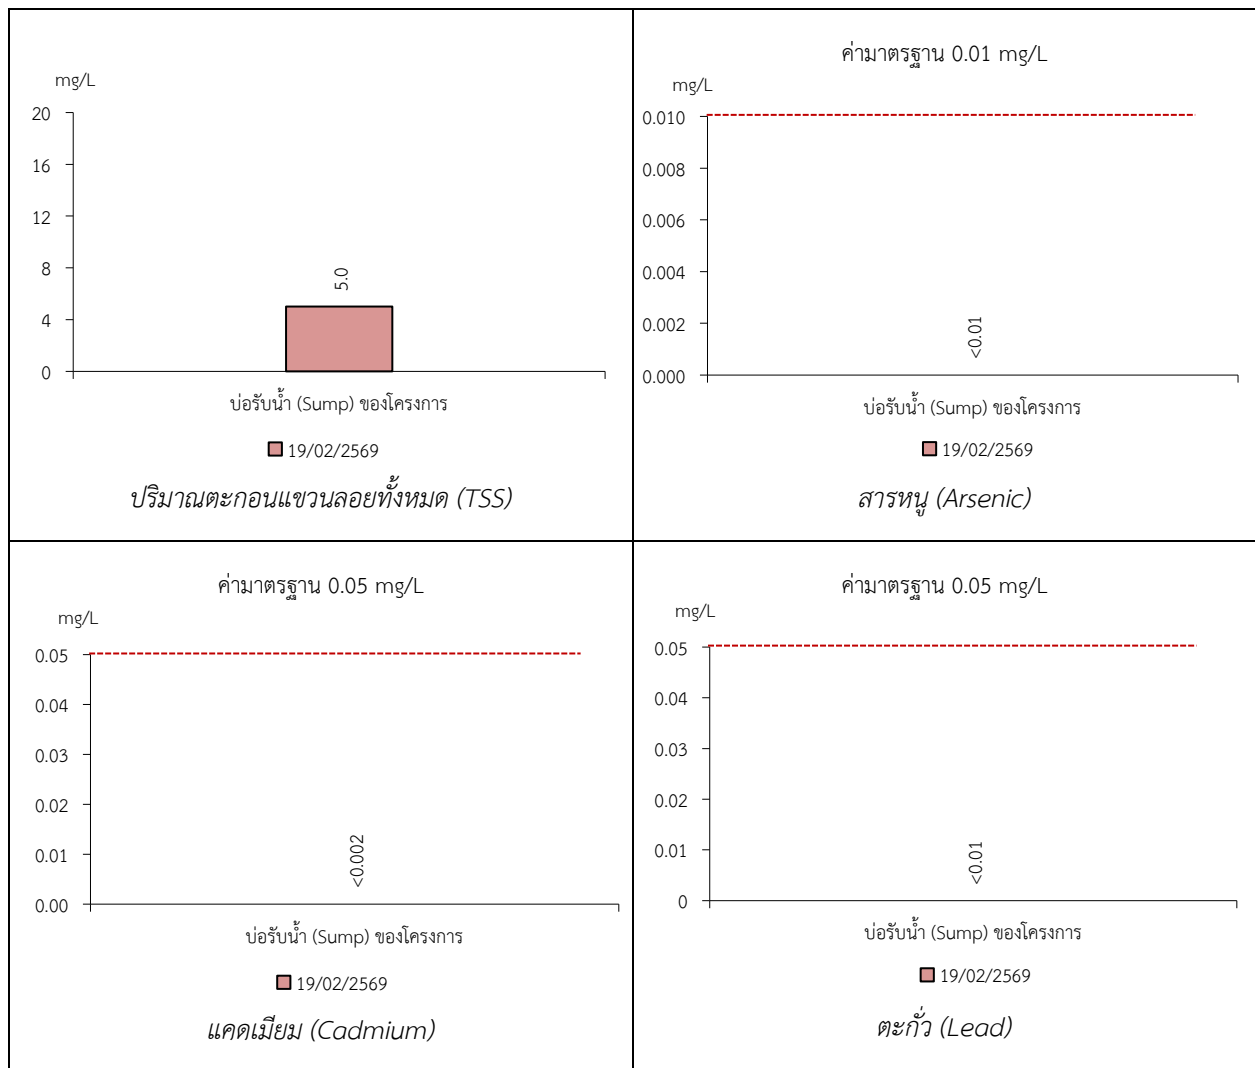 mg/L
20
16
12
8
4
0
5.0
บ่อรับน้ำ (Sump) ของโครงการ
19/02/2569
ปริมาณตะกอนแขวนลอยทั้งหมด (TSS)
ค่ามาตรฐาน 0.01 mg/L
mg/L
0.010
0.008
0.006
0.004
0.002
0.000
<0.01
บ่อรับน้ำ (Sump) ของโครงการ
19/02/2569
สารหนู (Arsenic)
ค่ามาตรฐาน 0.05 mg/L
mg/L
0.05
0.04
0.03
0.02
0.01
0.00
<0.002
บ่อรับน้ำ (Sump) ของโครงการ
19/02/2569
แคดเมียม (Cadmium)
ค่ามาตรฐาน 0.05 mg/L
mg/L
0.05
0.04
0.03
0.02
0.01
0
<0.01
บ่อรับน้ำ (Sump) ของโครงการ
19/02/2569
ตะกั่ว (Lead)